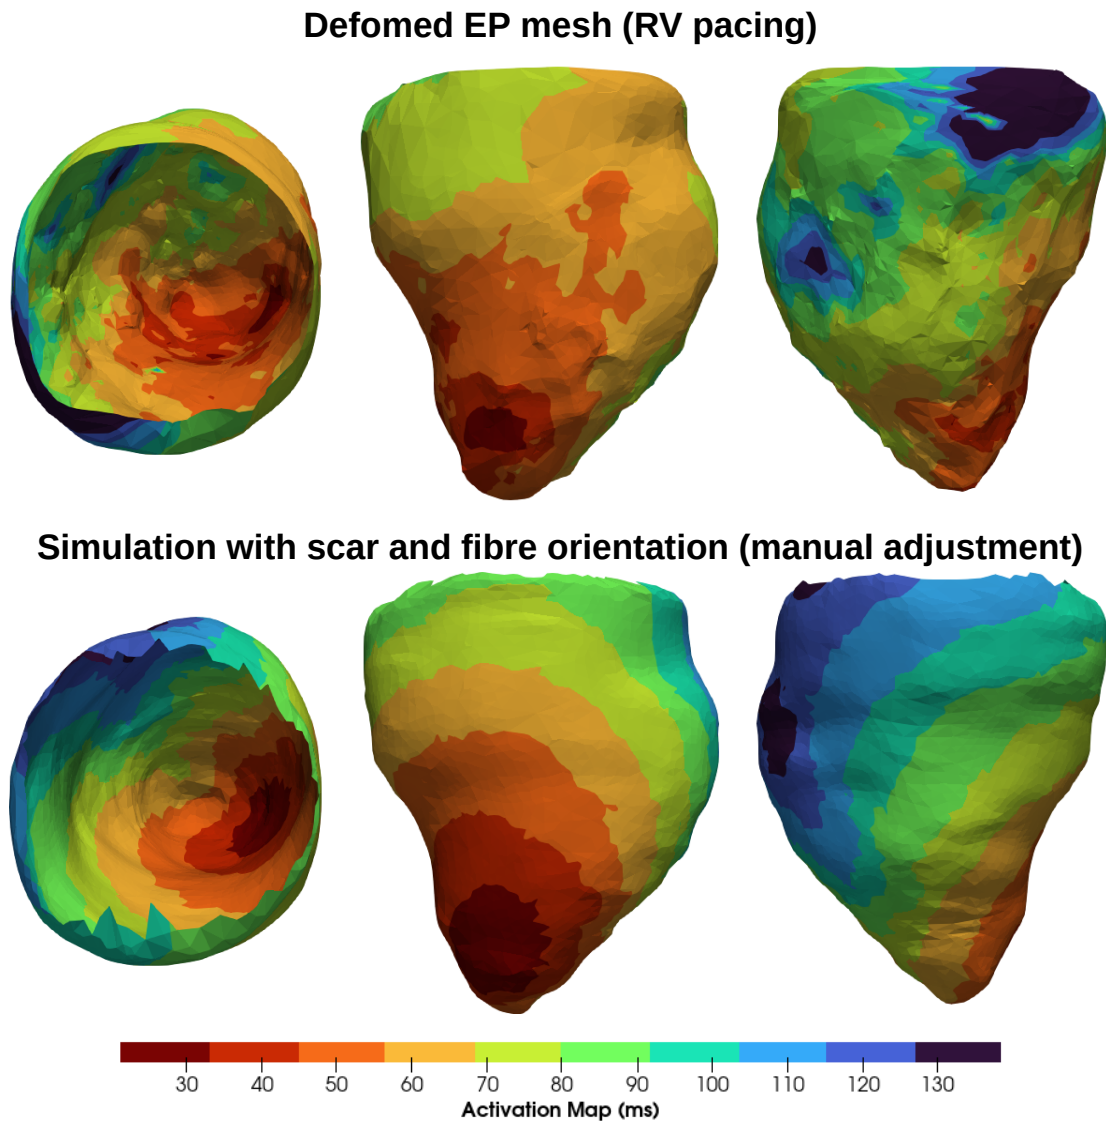 Defomed EP mesh (RV pacing)
Simulation with scar and fibre orientation (manual adjustment)
30 40 50 60 70 80 90 100 110 120 130
Activation Map (ms)